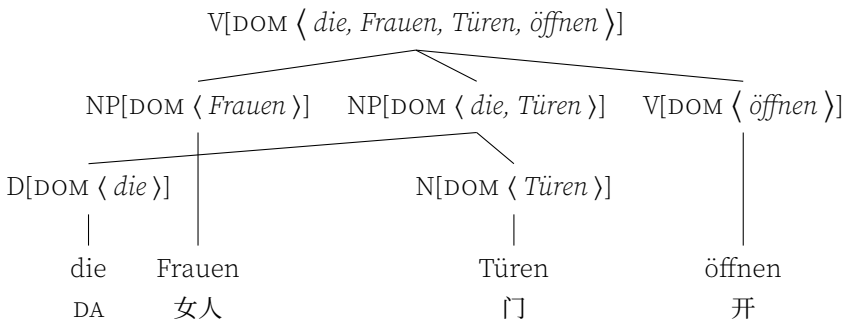 V[DOM ⟨ die, Frauen, Türen, öffnen ⟩]
NP[DOM ⟨ Frauen ⟩] NP[DOM ⟨ die, Türen ⟩] V[DOM ⟨ öffnen ⟩]
D[DOM ⟨ die ⟩] N[DOM ⟨ Türen ⟩]
die Frauen Türen öffnen
DA 女人 门 开